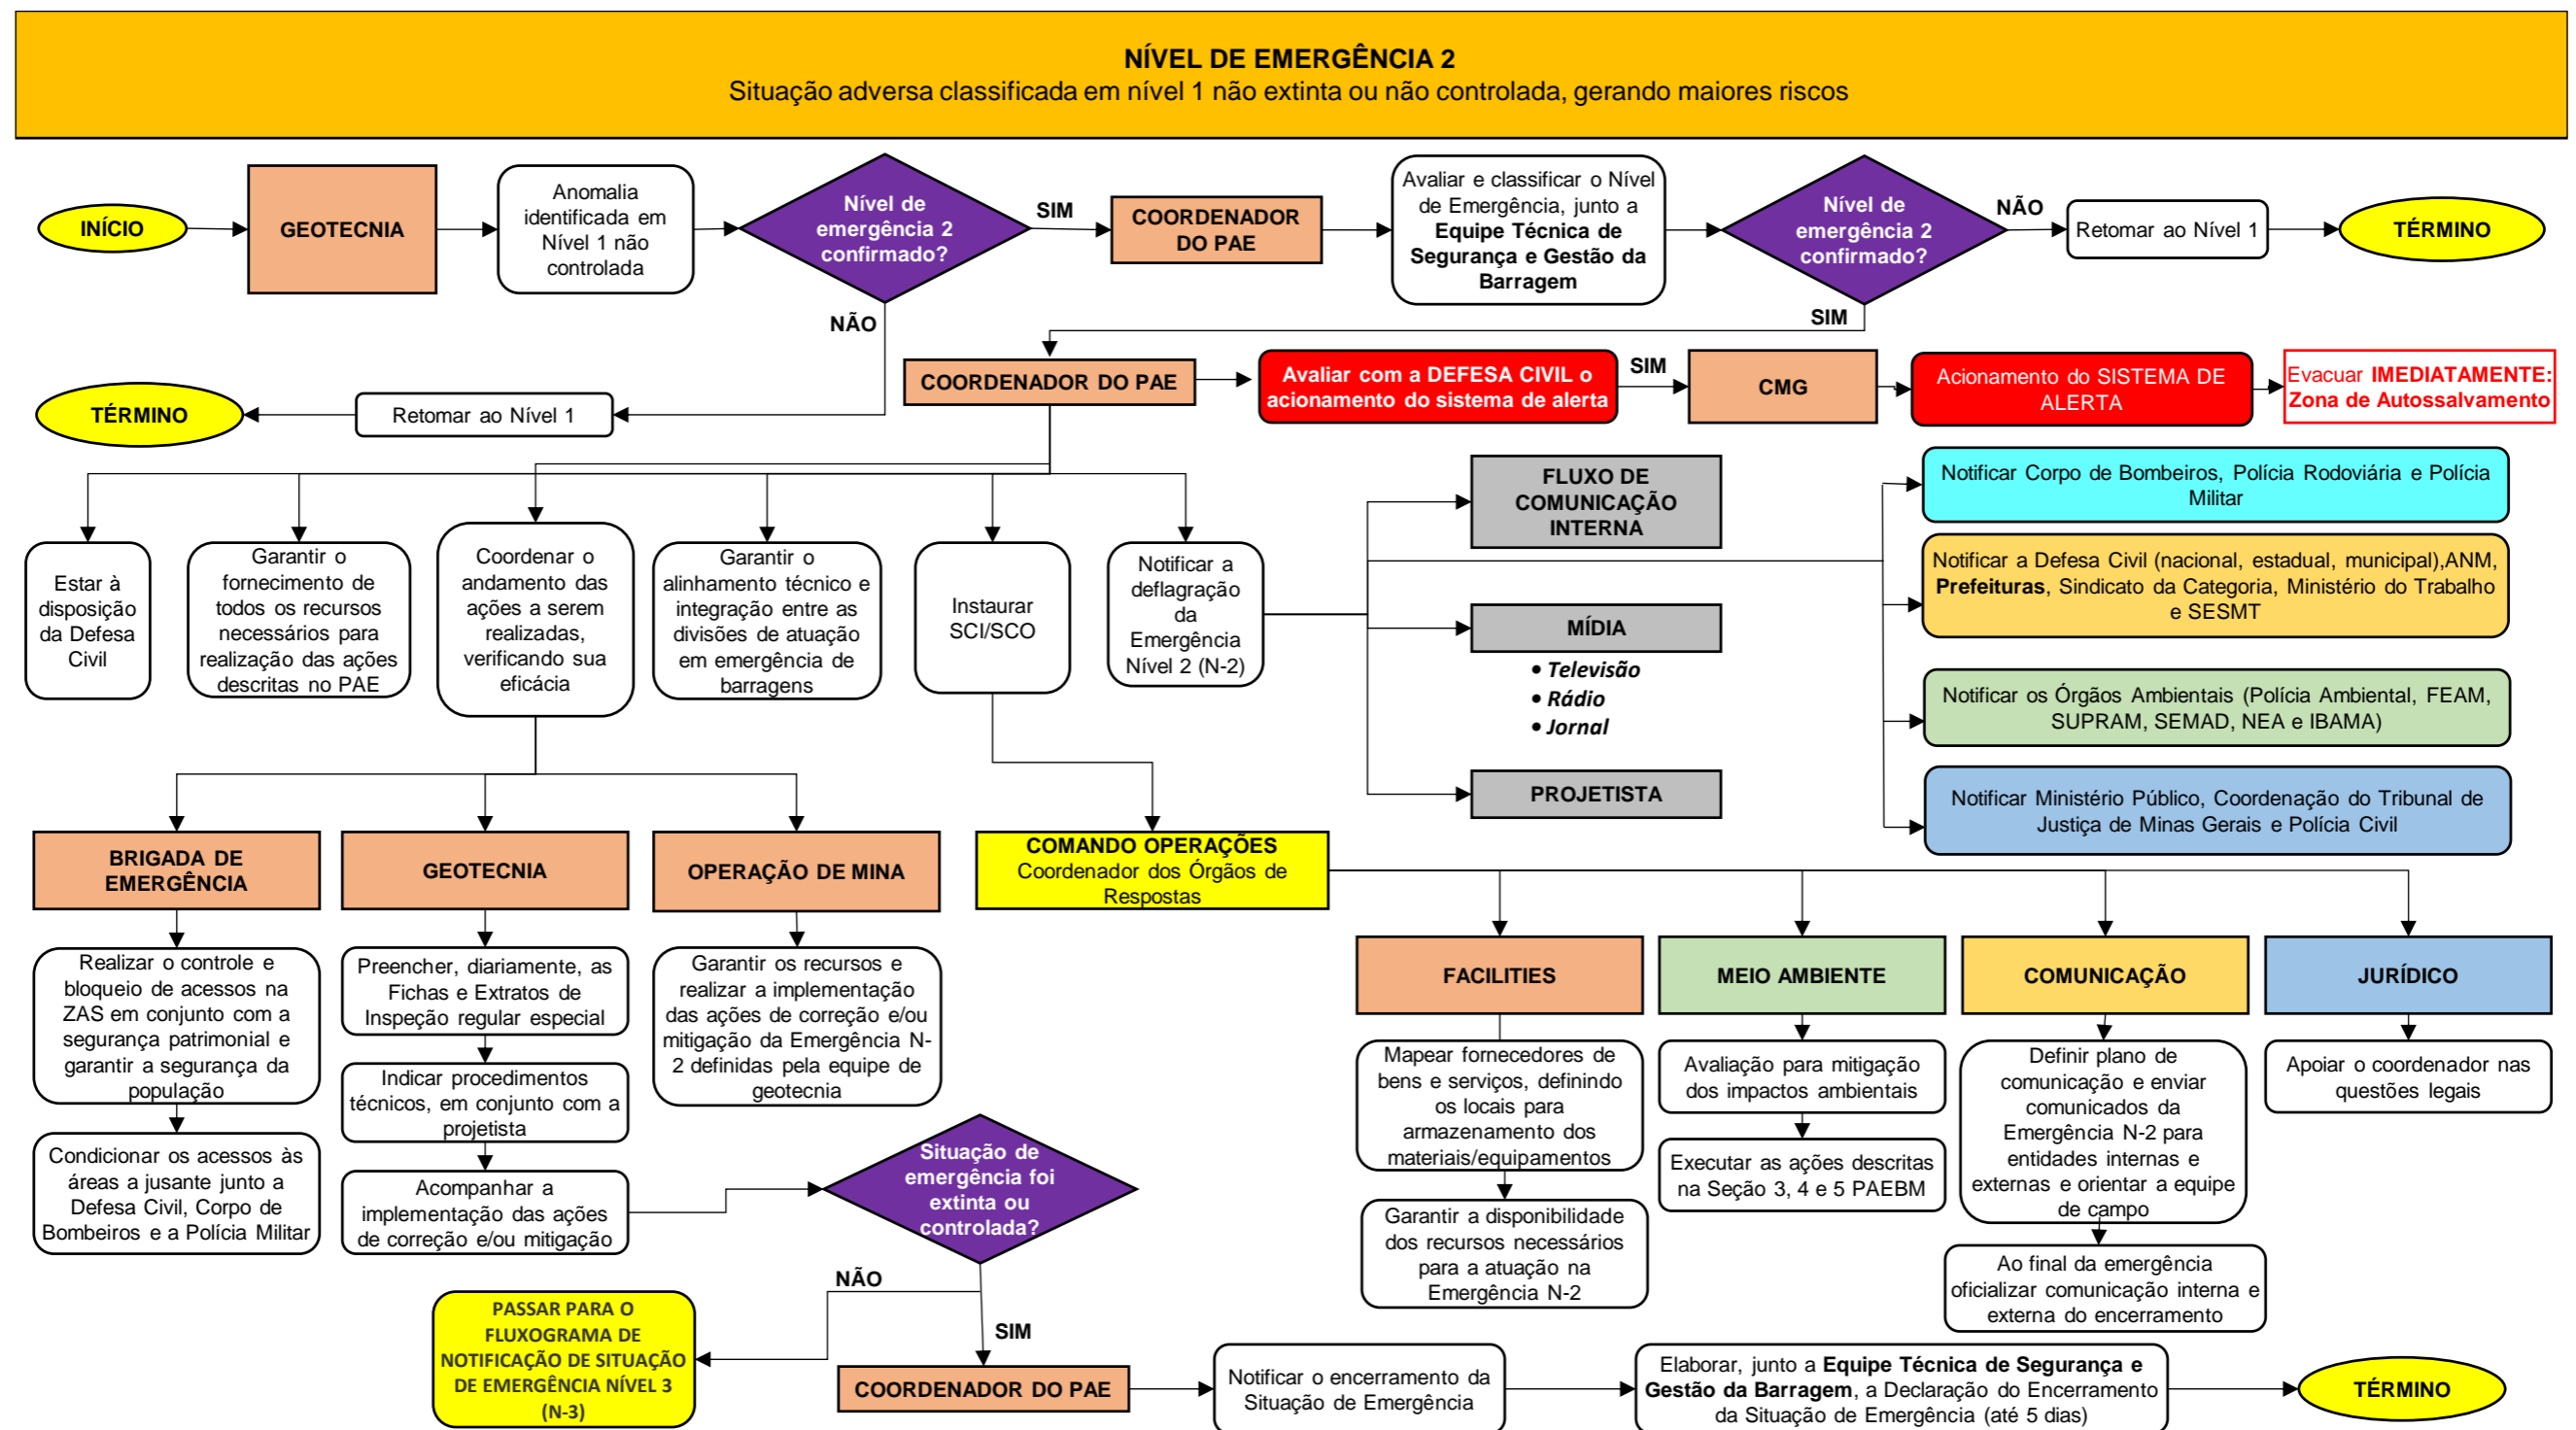 NÍVEL DE EMERGÊNCIA 2
Situação adversa classificada em nível 1 não extinta ou não controlada, gerando maiores riscos
INÍCIO
GEOTECNIA
Anomalia
identificada em
Nível 1 não
controlada
Nível de
emergência 2
confirmado?
SIM
NÃO
COORDENADOR
DO PAE
Avaliar e classificar o Nível
de Emergência, junto a
Equipe Técnica de
Segurança e Gestão da
Barragem
Nível de
emergência 2
confirmado?
NÃO
SIM
Retomar ao Nível 1
TÉRMINO
TÉRMINO
Retomar ao Nível 1
COORDENADOR DO PAE
Avaliar com a DEFESA CIVIL o
acionamento do sistema de alerta
SIM
CMG
Acionamento do SISTEMA DE
ALERTA
Evacuar IMEDIATAMENTE:
Zona de Autossalvamento
Estar à
disposição
da Defesa
Civil
Garantir o
fornecimento de
todos os recursos
necessários para
realização das ações
descritas no PAE
Coordenar o
andamento das
ações a serem
realizadas,
verificando sua
eficácia
Garantir o
alinhamento técnico e
integração entre as
divisões de atuação
em emergência de
barragens
Instaurar
SCI/SCO
Notificar a
deflagração
da
Emergência
Nível 2 (N-2)
FLUXO DE
COMUNICAÇÃO
INTERNA
MÍDIA
• Televisão
• Rádio
• Jornal
PROJETISTA
Notificar Corpo de Bombeiros, Polícia Rodoviária e Polícia
Militar
Notificar a Defesa Civil (nacional, estadual, municipal),ANM,
Prefeituras, Sindicato da Categoria, Ministério do Trabalho
e SESMT
Notificar os Órgãos Ambientais (Polícia Ambiental, FEAM,
SUPRAM, SEMAD, NEA e IBAMA)
Notificar Ministério Público, Coordenação do Tribunal de
Justiça de Minas Gerais e Polícia Civil
BRIGADA DE
EMERGÊNCIA
GEOTECNIA
OPERAÇÃO DE MINA
COMANDO OPERAÇÕES
Coordenador dos Órgãos de
Respostas
Realizar o controle e
bloqueio de acessos na
ZAS em conjunto com a
segurança patrimonial e
garantir a segurança da
população
Condicionar os acessos às
áreas a jusante junto a
Defesa Civil, Corpo de
Bombeiros e a Polícia Militar
Preencher, diariamente, as
Fichas e Extratos de
Inspeção regular especial
Indicar procedimentos
técnicos, em conjunto com a
projetista
Acompanhar a
implementação das ações
de correção e/ou mitigação
Garantir os recursos e
realizar a implementação
das ações de correção e/ou
mitigação da Emergência N-
2 definidas pela equipe de
geotecnia
FACILITIES
MEIO AMBIENTE
COMUNICAÇÃO
JURÍDICO
Mapear fornecedores de
bens e serviços, definindo
os locais para
armazenamento dos
materiais/equipamentos
Garantir a disponibilidade
dos recursos necessários
para a atuação na
Emergência N-2
Avaliação para mitigação
dos impactos ambientais
Executar as ações descritas
na Seção 3, 4 e 5 PAEBM
Definir plano de
comunicação e enviar
comunicados da
Emergência N-2 para
entidades internas e
externas e orientar a equipe
de campo
Ao final da emergência
oficializar comunicação interna e
externa do encerramento
Apoiar o coordenador nas
questões legais
Situação de
emergência foi
extinta ou
controlada?
NÃO
SIM
PASSAR PARA O
FLUXOGRAMA DE
NOTIFICAÇÃO DE SITUAÇÃO
DE EMERGÊNCIA NÍVEL 3
(N-3)
COORDENADOR DO PAE
Notificar o encerramento da
Situação de Emergência
Elaborar, junto a Equipe Técnica de Segurança e
Gestão da Barragem, a Declaração do Encerramento
da Situação de Emergência (até 5 dias)
TÉRMINO